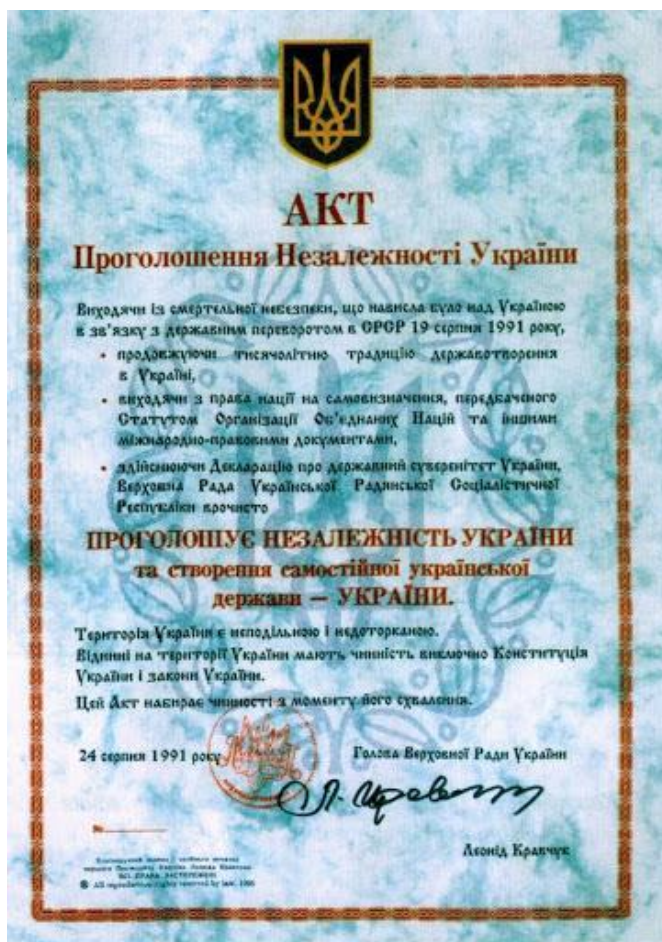 АКТ
Проголошення Незалежності України
Виходячи із смертельної небезпеки, що нависла було над Україною
в зв'язку з державним переворотом в СРСР 19 серпня 1991 року,
• продовжуючи тисячолітню традицію державотворення
в Україні,
• виходячи з права нації на самовизначення, передбаченого
Статутом Організації Об'єднаних Націй та іншими
міжнародно-правовими документами,
• здійснюючи Декларацію про державний суверенітет України,
Верховна Рада Української Радянської Соціалістичної
Республіки врочисто
ПРОГОЛОШУЄ НЕЗАЛЕЖНІСТЬ УКРАЇНИ
та створення самостійної української
держави — УКРАЇНИ.
Територія України є неподільною і недоторканою.
Віднині на території України мають чинність виключно Конституція
України і закони України.
Цей Акт набирає чинності з моменту його схвалення.
24 серпня 1991 року
Голова Верховної Ради України
Леонід Кравчук
ВСІ ПРАВА ЗАСТЕРЕЖЕНІ
® All reproduction rights reserved by law.